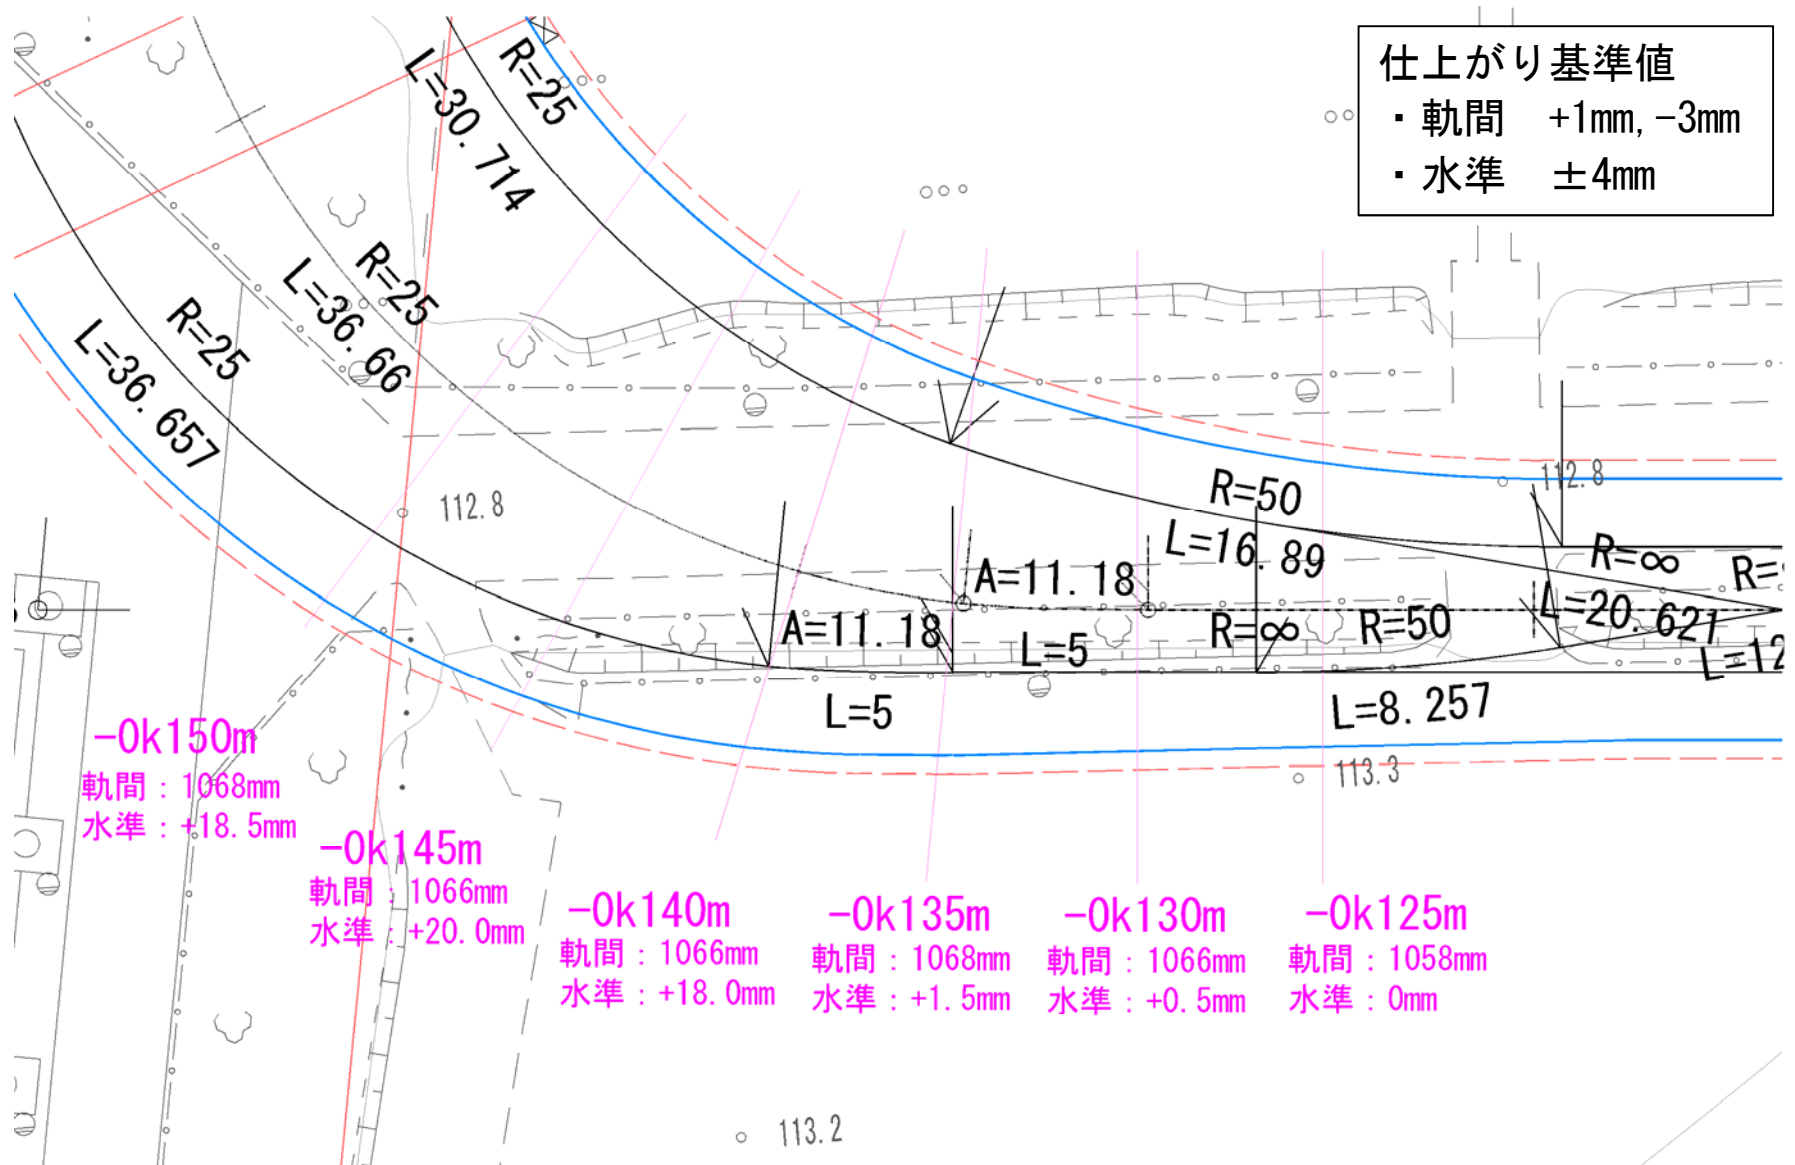 仕上がり基準値
・軌間 +1mm,-3mm
・水準 ±4mm
R=25
L=30.714
R=25
L=36.66
R=25
L=36.657
112.8
112.8
R=50
L=16.89
R=∞
A=11.18
A=11.18
L=5
R=∞
R=50
L=20.621
L=5
L=8.257
113.3
-0k150m
軌間：1068mm
水準：+18.5mm
-0k145m
軌間：1066mm
水準：+20.0mm
-0k140m
軌間：1066mm
水準：+18.0mm
-0k135m
軌間：1068mm
水準：+1.5mm
-0k130m
軌間：1066mm
水準：+0.5mm
-0k125m
軌間：1058mm
水準：0mm
113.2